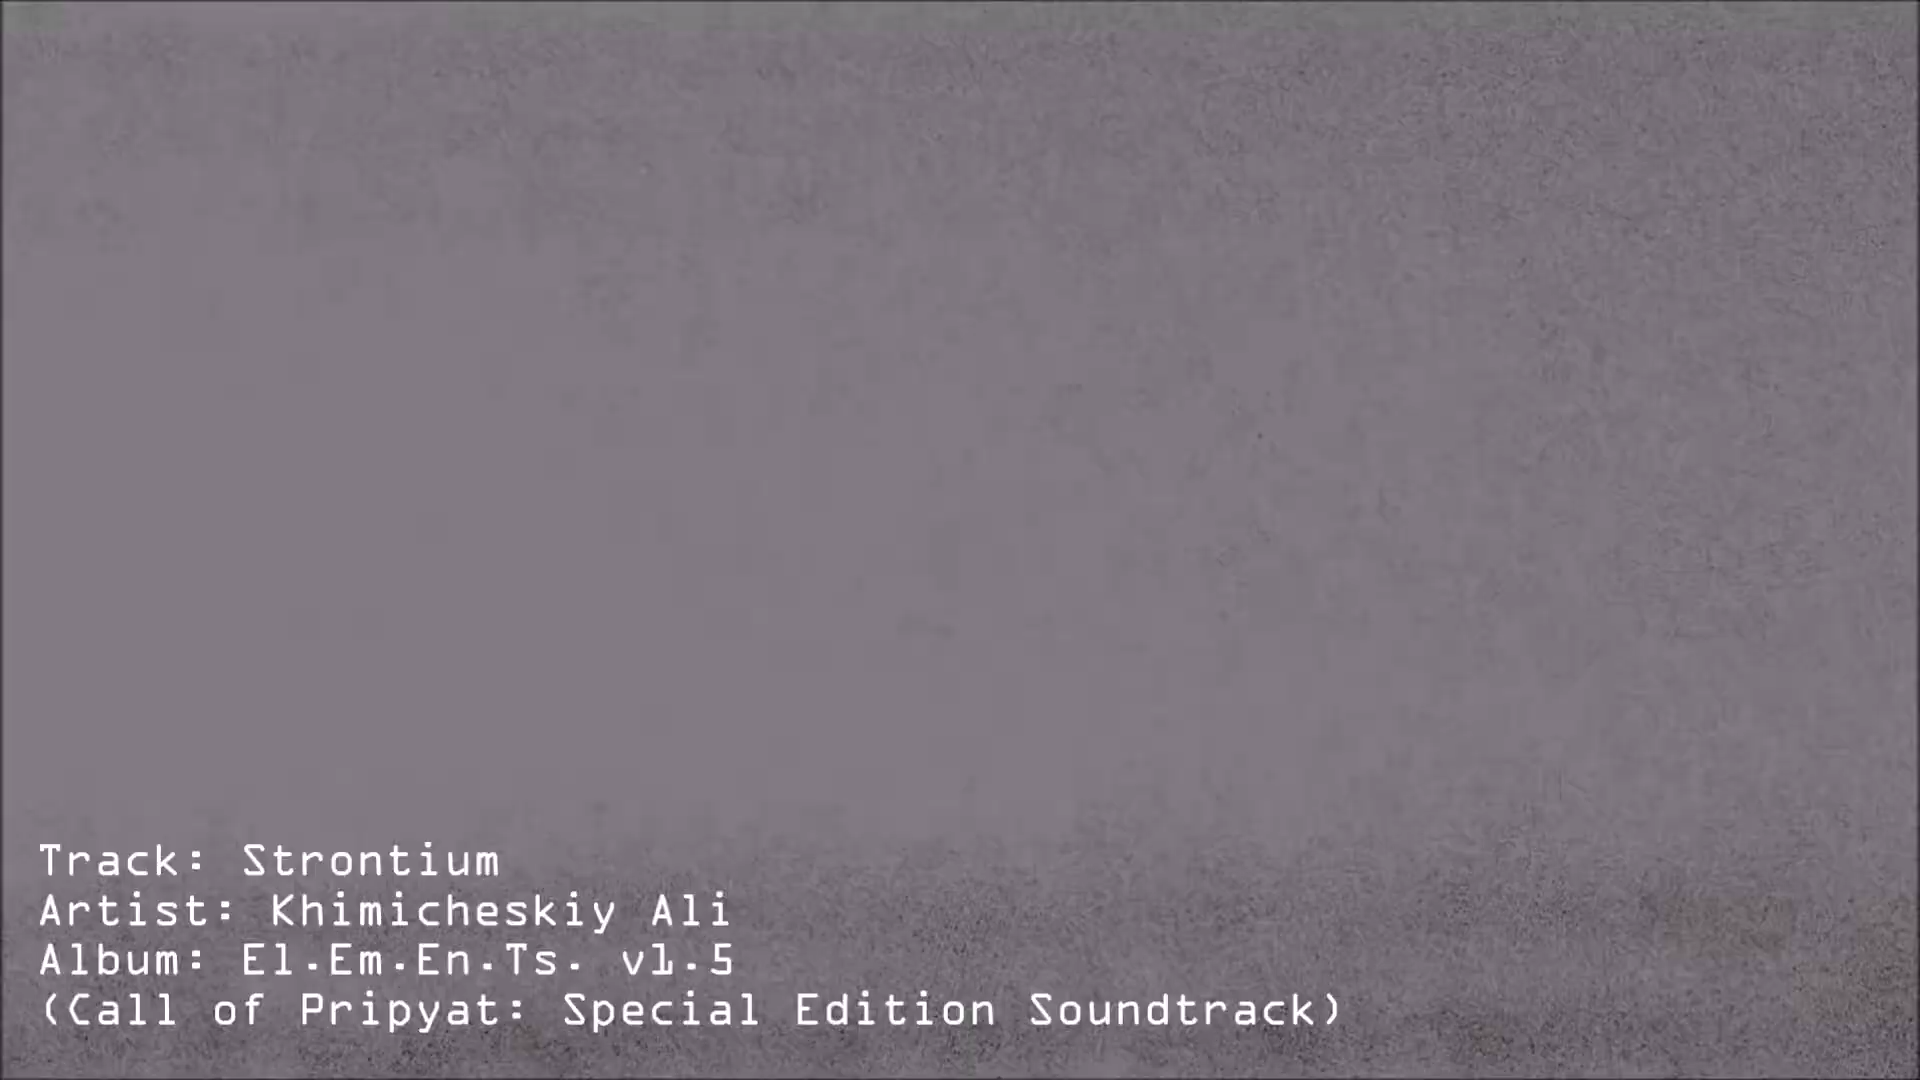 Track: Strontium
Artist: Khimicheskiy Ali
Album: El.Em.En.Ts. v1.5
(Call of Pripyat: Special Edition Soundtrack)